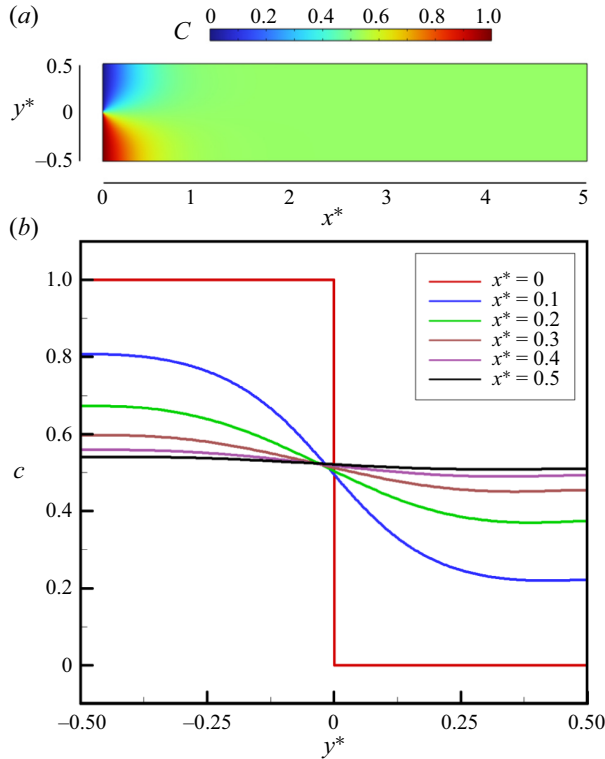 (a)
C
0 0.2 0.4 0.6 0.8 1.0
0.5
y* 0
–0.5
0 1 2 3 4 5
x*
(b)
1.0
0.8
0.6
c
0.4
0.2
0
x* = 0
x* = 0.1
x* = 0.2
x* = 0.3
x* = 0.4
x* = 0.5
–0.50 –0.25 0 0.25 0.50
y*